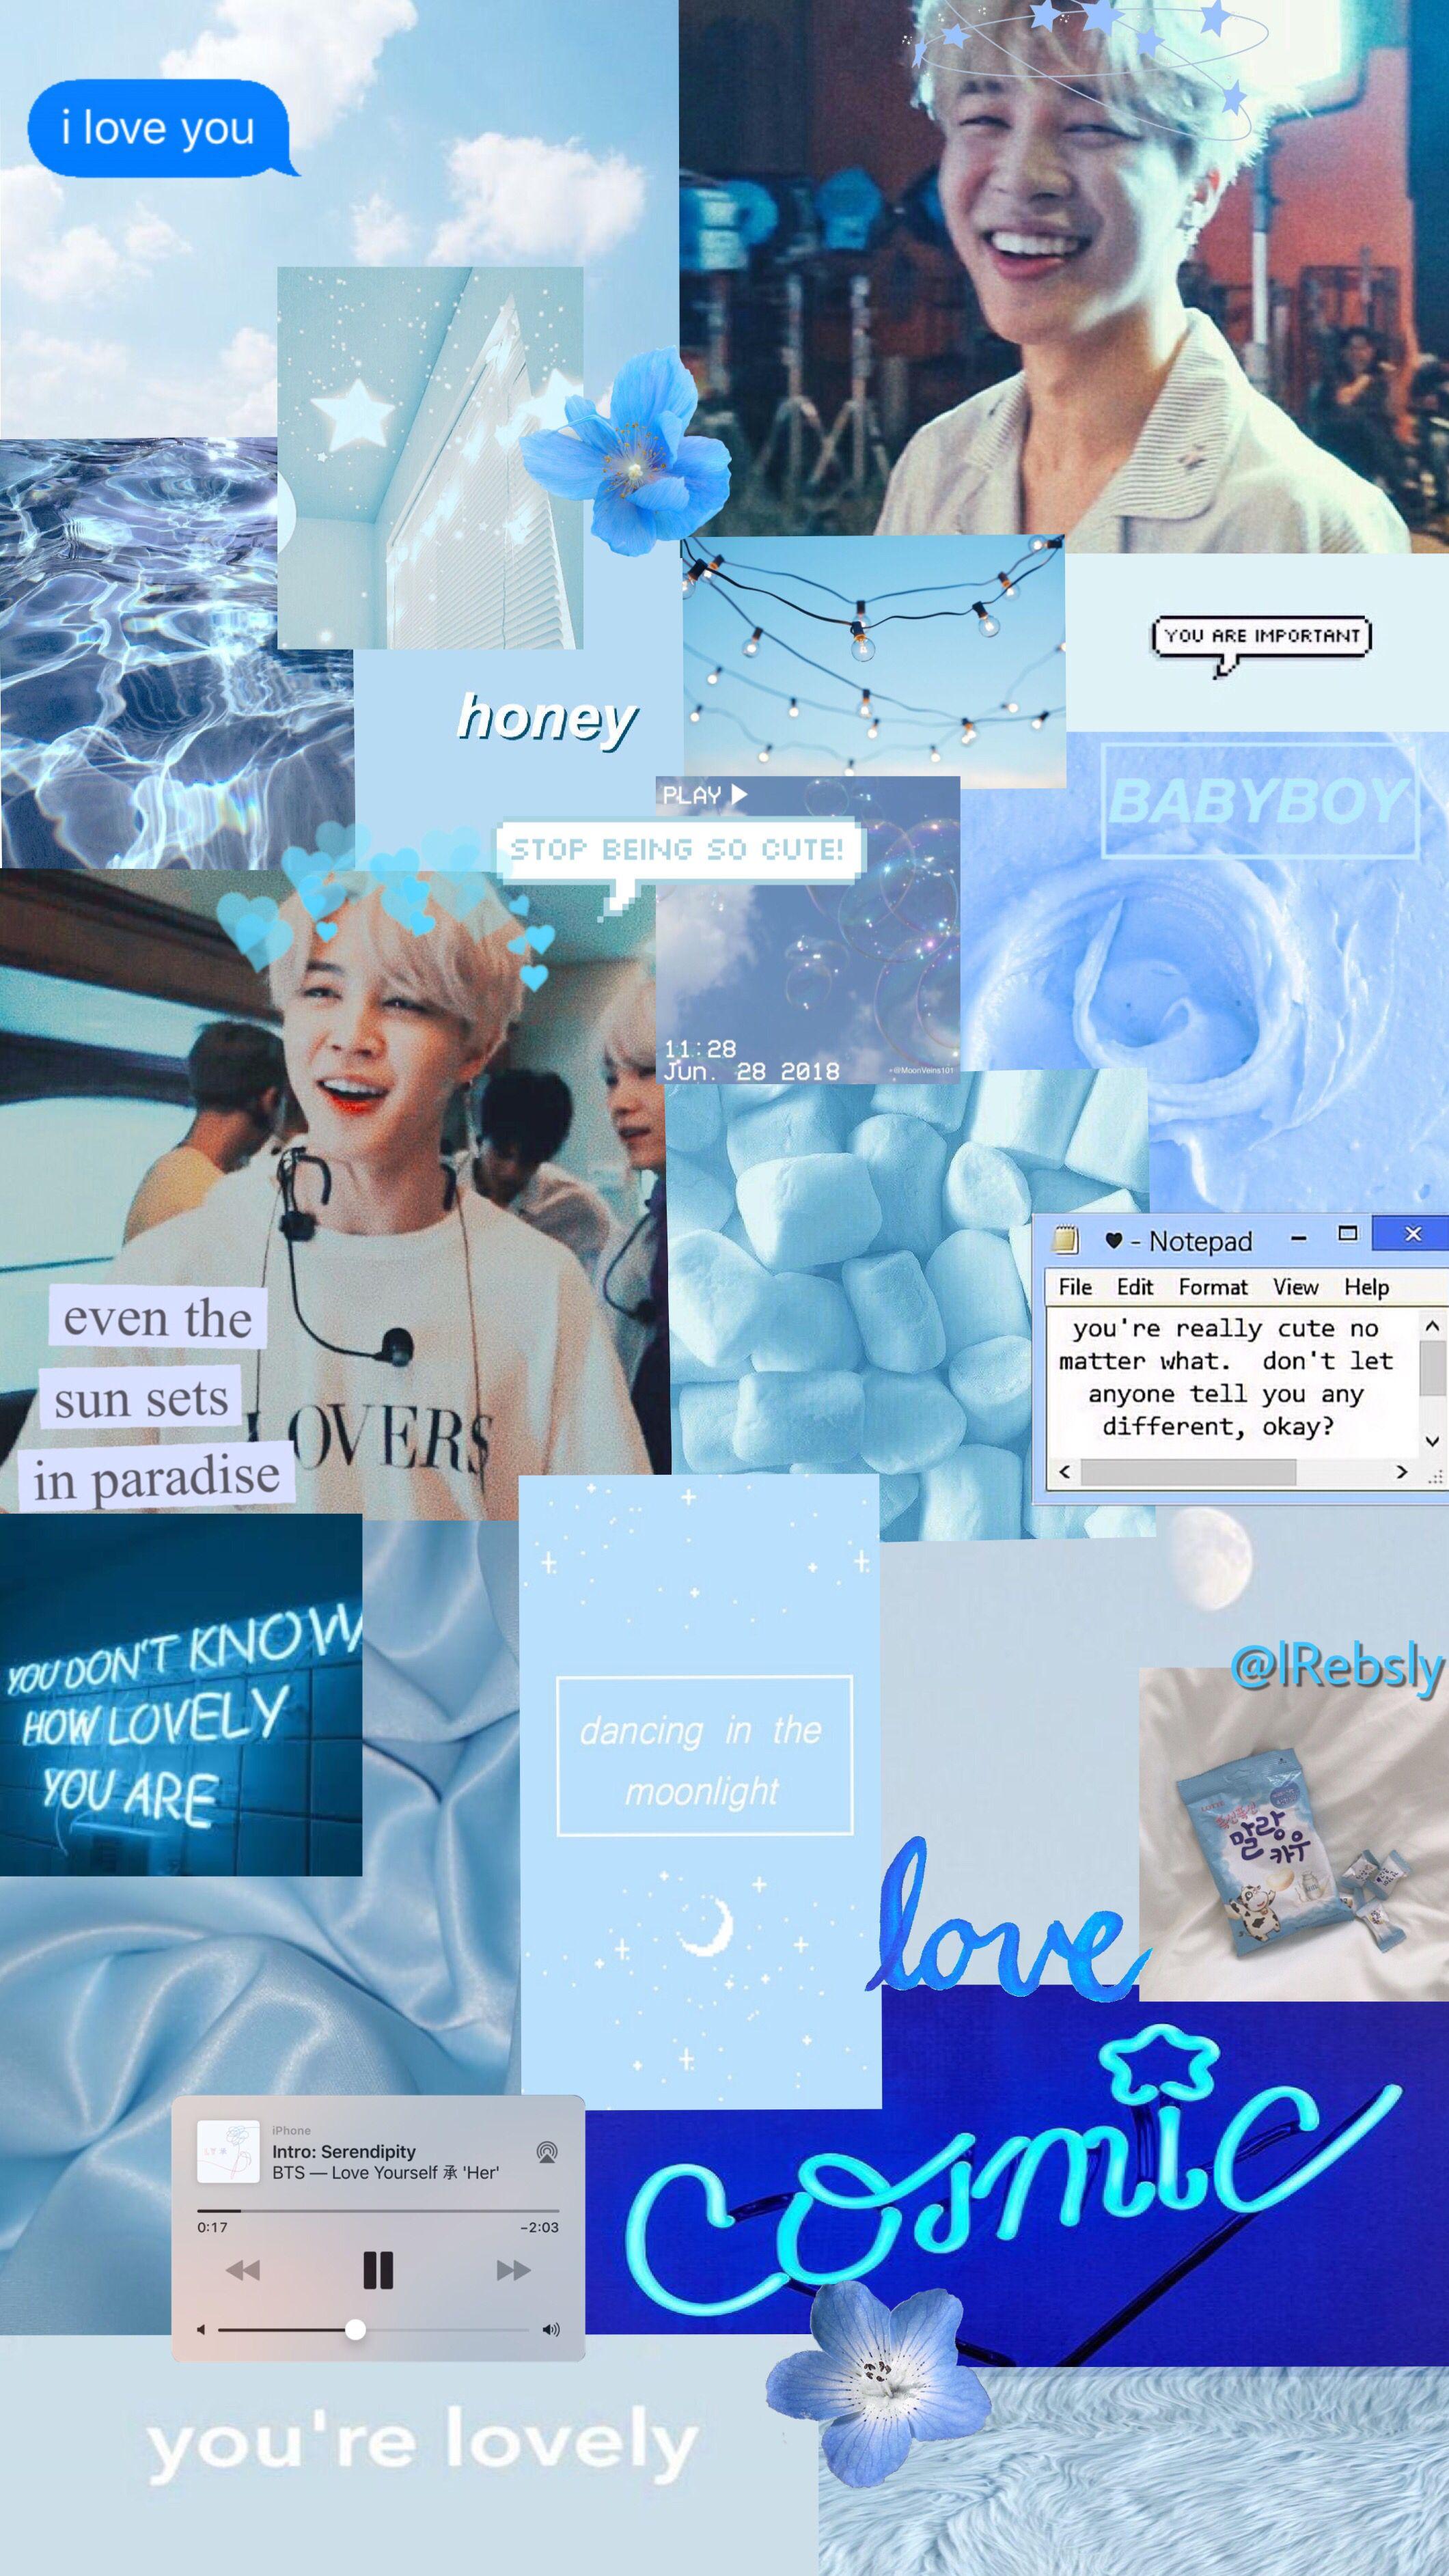 i love you
YOU ARE IMPORTANT
honey
BABYBOY
PLAY
STOP BEING SO CUTE!
11:28
Jun. 28 2018
@MoonVeins101
♥ - Notepad
File Edit Format View Help
you're really cute no
matter what. don't let
anyone tell you any
different, okay?
even the
sun sets
in paradise
LOVERS
YOU DON'T KNOW
HOW LOVELY
YOU ARE
dancing in the
moonlight
@lRebsly
말랑
카우
love
cosmic
iPhone
Intro: Serendipity
BTS — Love Yourself 承 'Her'
0:17 -2:03
you're lovely